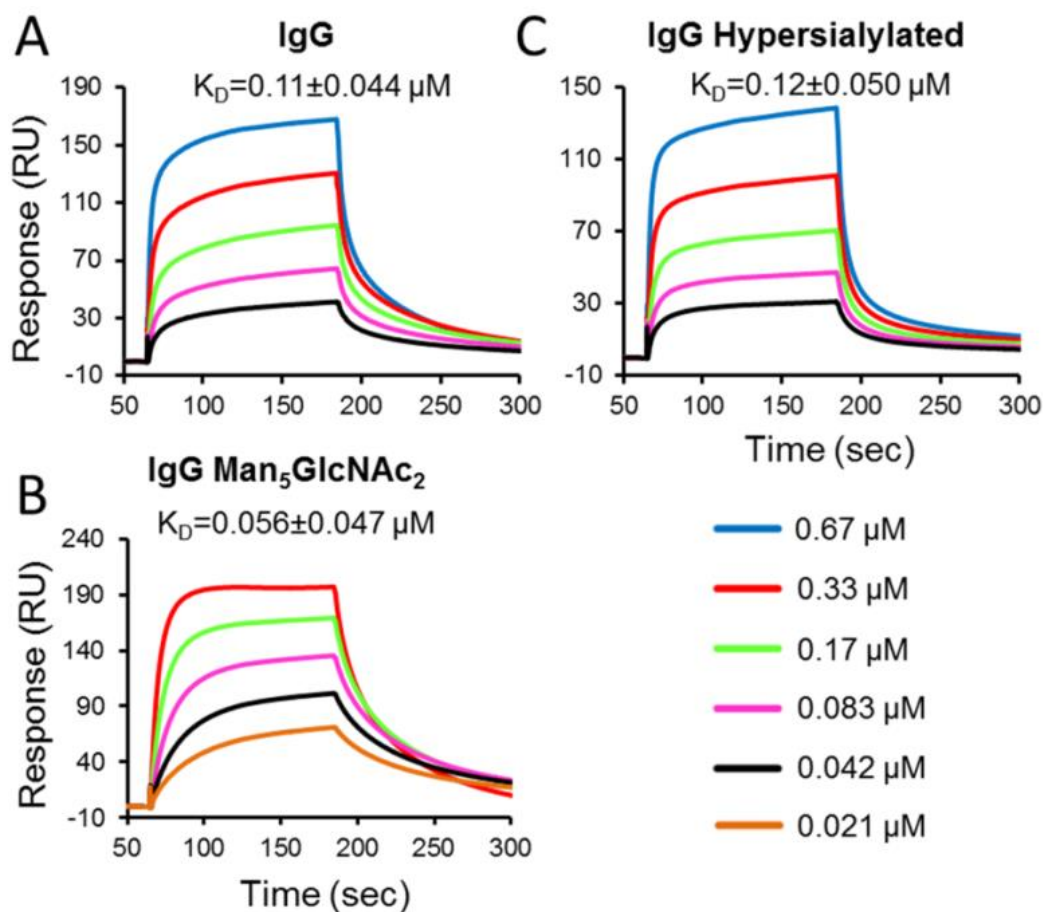 A
IgG
K_D=0.11±0.044 µM
190
150
110
70
30
-10
Response (RU)
50 100 150 200 250 300
C
IgG Hypersialylated
K_D=0.12±0.050 µM
150
110
70
30
-10
50 100 150 200 250 300
Time (sec)
B
IgG Man₅GlcNAc₂
K_D=0.056±0.047 µM
240
190
140
90
40
-10
Response (RU)
50 100 150 200 250 300
Time (sec)
0.67 µM
0.33 µM
0.17 µM
0.083 µM
0.042 µM
0.021 µM